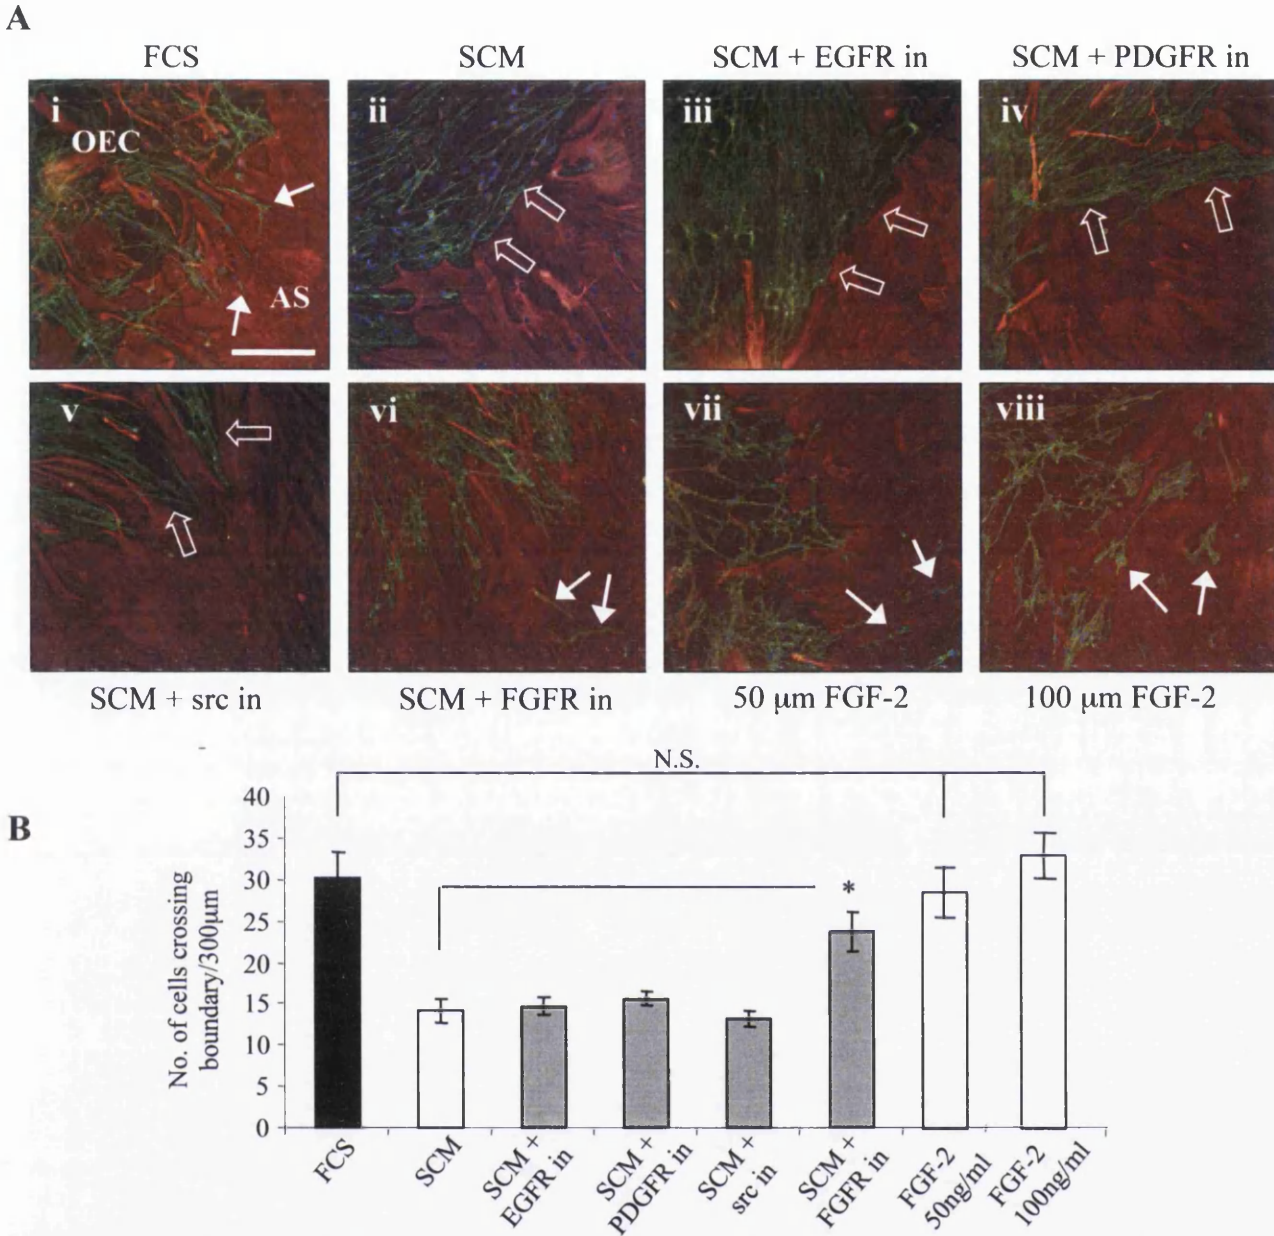 A
FCS
SCM
SCM + EGFR in
SCM + PDGFR in
i
ii
iii
iv
OEC
AS
v
vi
vii
viii
SCM + src in
SCM + FGFR in
50 μm FGF-2
100 μm FGF-2
B
N.S.
No. of cells crossing
boundary/300μm
40
35
30
25
20
15
10
5
0
*
FCS
SCM
SCM +
EGFR in
SCM +
PDGFR in
SCM +
src in
SCM +
FGFR in
FGF-2
50ng/ml
FGF-2
100ng/ml